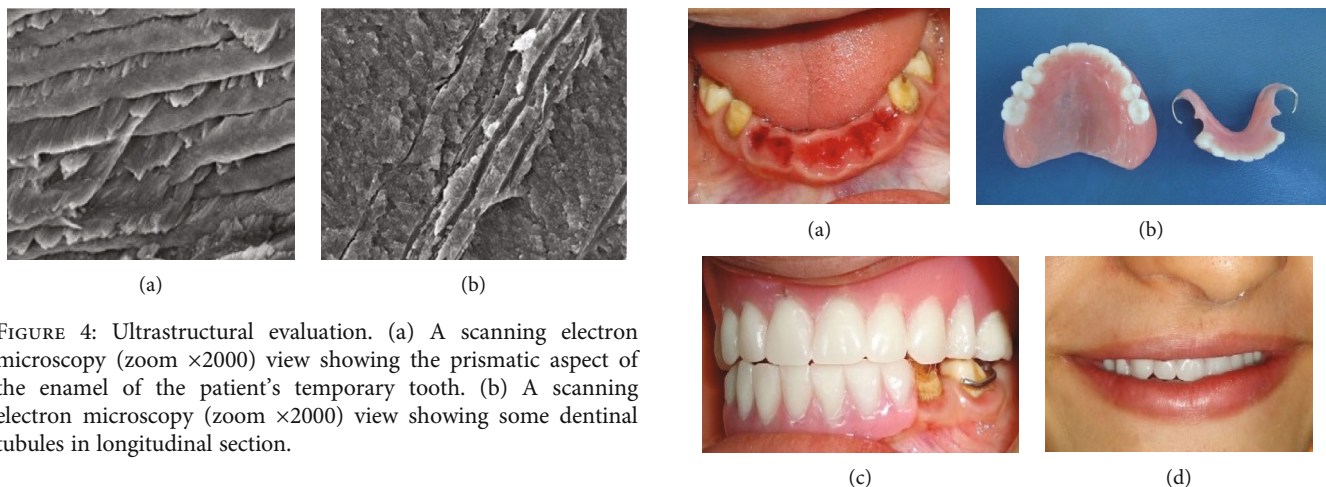 (a)
(b)
FIGURE 4: Ultrastructural evaluation. (a) A scanning electron
microscopy (zoom ×2000) view showing the prismatic aspect of
the enamel of the patient's temporary tooth. (b) A scanning
electron microscopy (zoom ×2000) view showing some dentinal
tubules in longitudinal section.
(a)
(b)
(c)
(d)